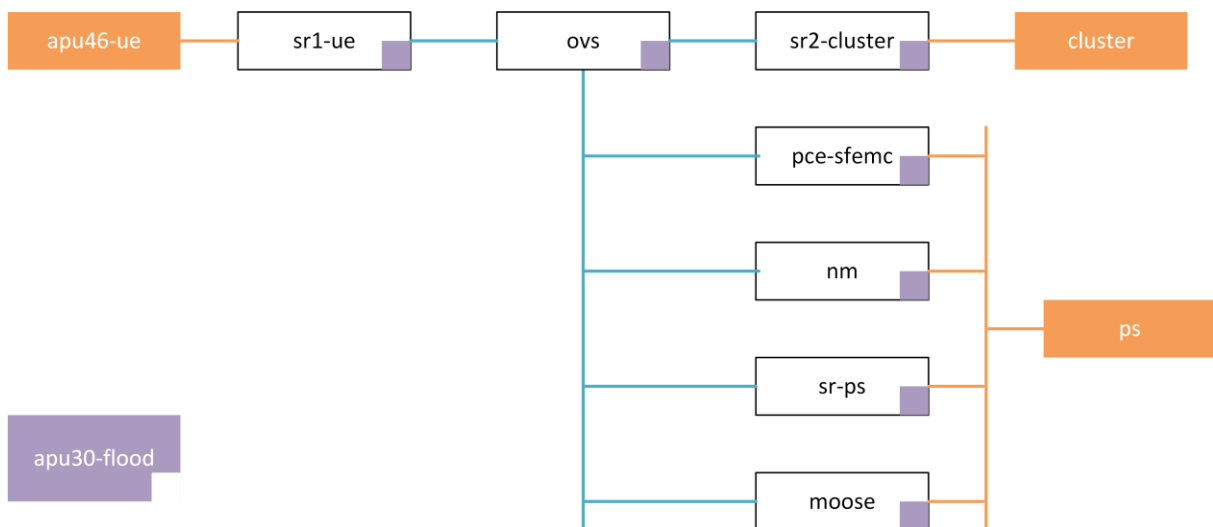 apu46-ue
sr1-ue
ovs
sr2-cluster
cluster
pce-sfemc
nm
ps
sr-ps
apu30-flood
moose